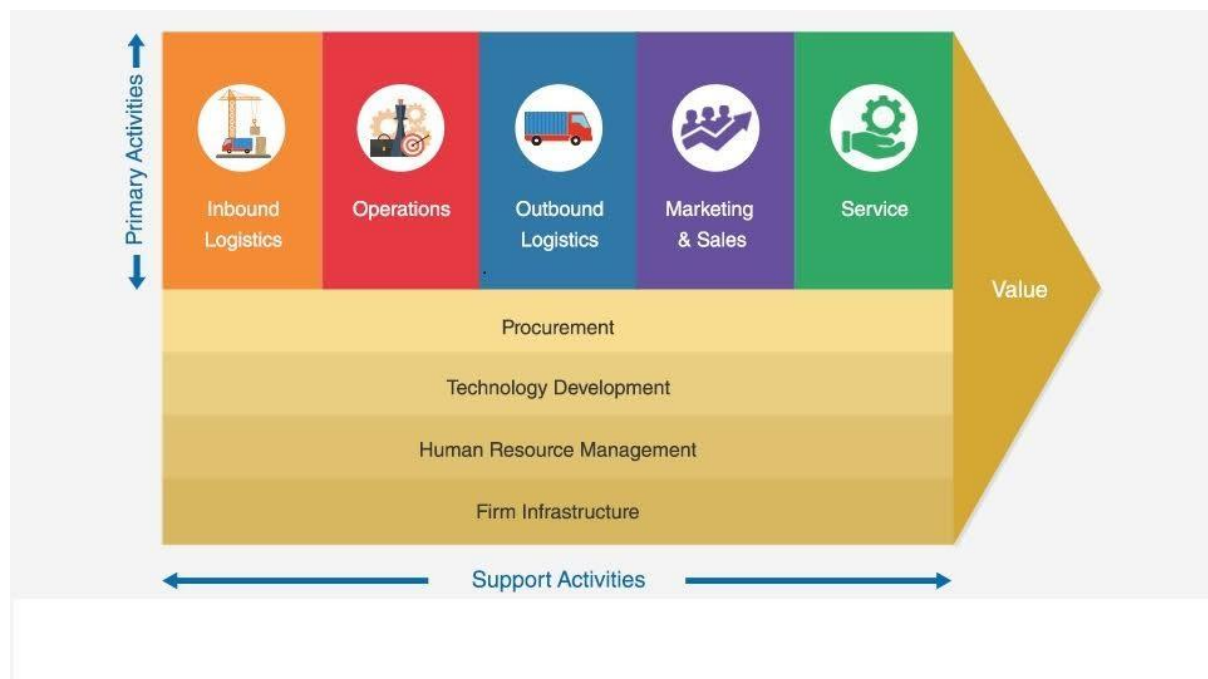 Primary Activities
Inbound
Logistics
Operations
Outbound
Logistics
Marketing
& Sales
Service
Value
Procurement
Technology Development
Human Resource Management
Firm Infrastructure
Support Activities